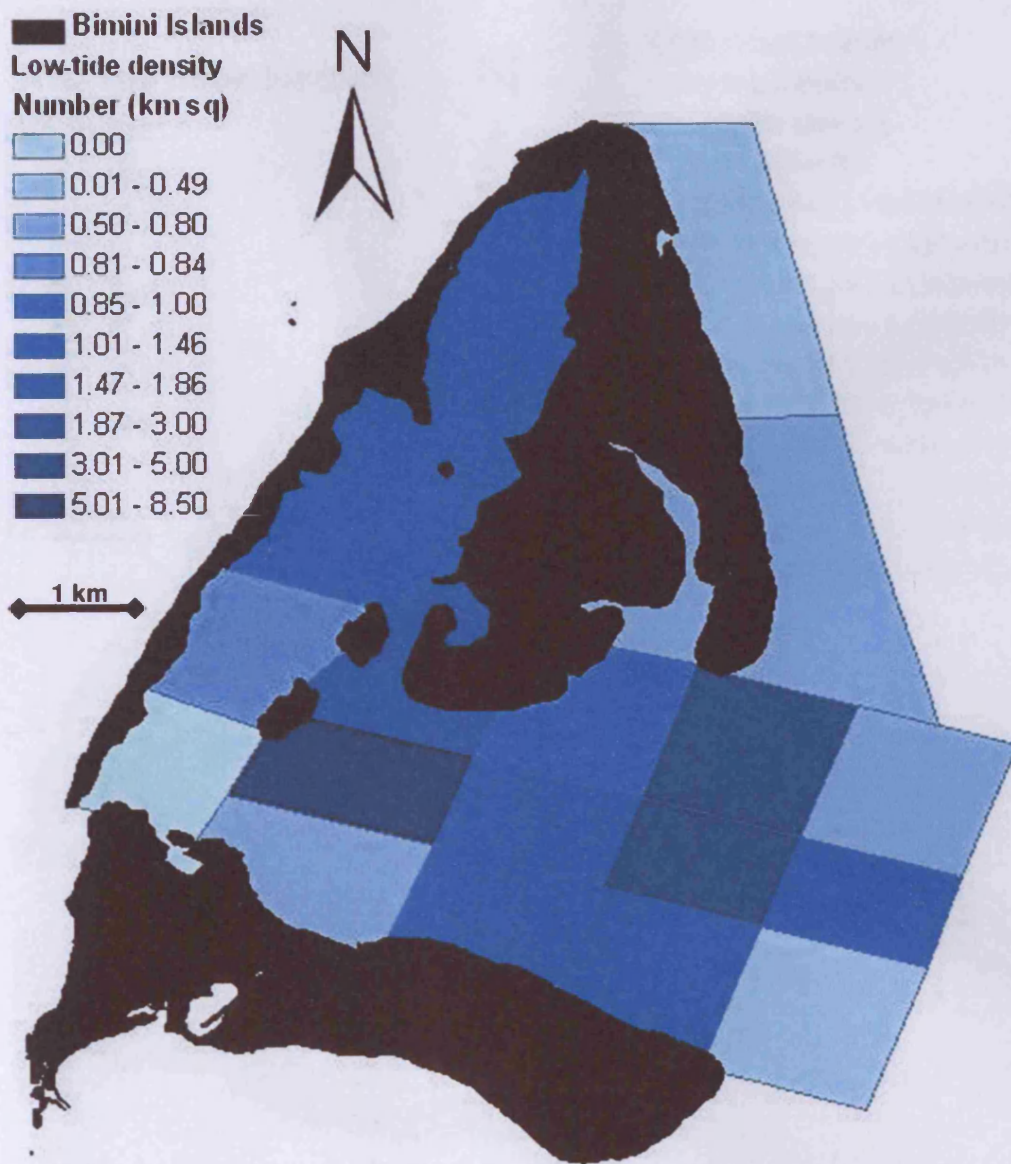 Bimini Islands
N
Low-tide density
Number (km sq)
0.00
0.01 - 0.49
0.50 - 0.80
0.81 - 0.84
0.85 - 1.00
1.01 - 1.46
1.47 - 1.86
1.87 - 3.00
3.01 - 5.00
5.01 - 8.50
1 km